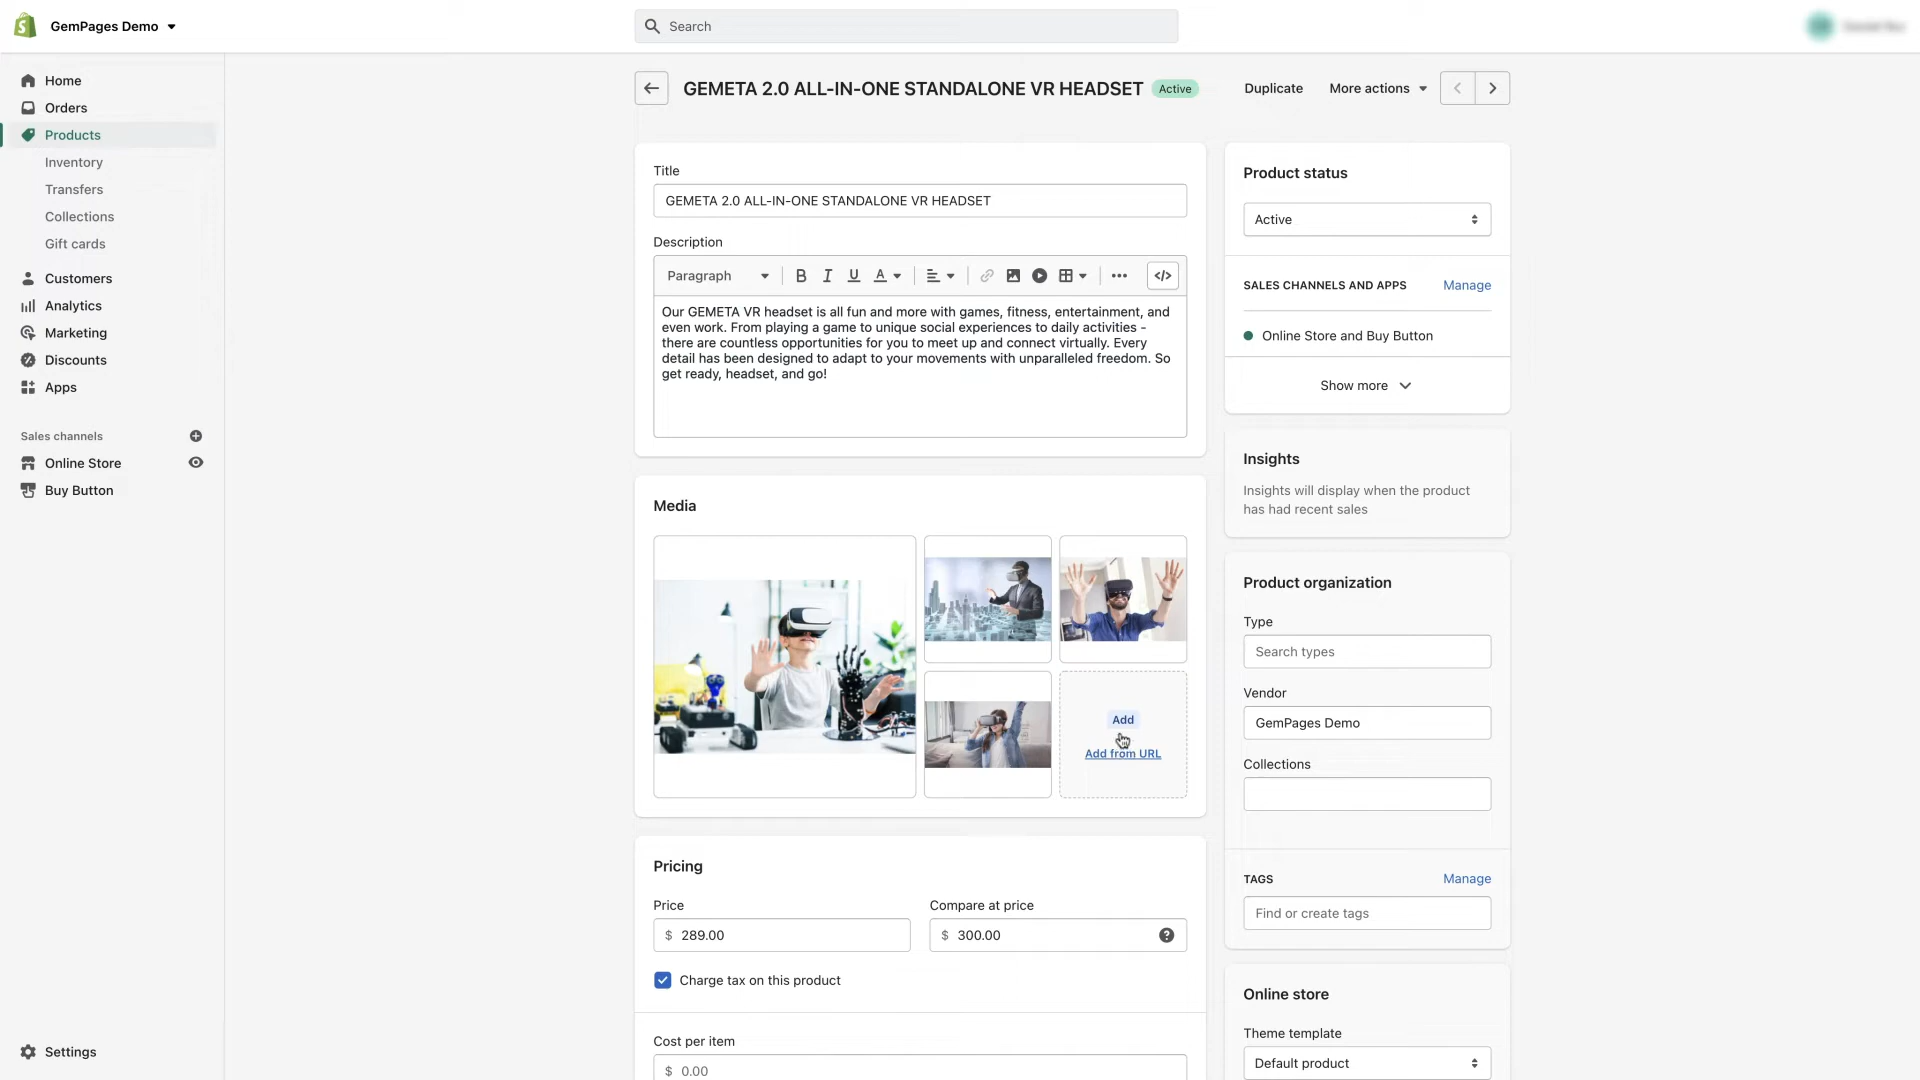 GemPages Demo
Search
Home
Orders
Products
Inventory
Transfers
Collections
Gift cards
Customers
Analytics
Marketing
Discounts
Apps
Sales channels
Online Store
Buy Button
Settings
GEMETA 2.0 ALL-IN-ONE STANDALONE VR HEADSET
Active
Duplicate
More actions
Title
GEMETA 2.0 ALL-IN-ONE STANDALONE VR HEADSET
Description
Paragraph
Our GEMETA VR headset is all fun and more with games, fitness, entertainment, and
even work. From playing a game to unique social experiences to daily activities -
there are countless opportunities for you to meet up and connect virtually. Every
detail has been designed to adapt to your movements with unparalleled freedom. So
get ready, headset, and go!
Media
Add
Add from URL
Pricing
Price
Compare at price
$ 289.00
$ 300.00
Charge tax on this product
Cost per item
$ 0.00
Product status
Active
SALES CHANNELS AND APPS
Manage
Online Store and Buy Button
Show more
Insights
Insights will display when the product
has had recent sales
Product organization
Type
Search types
Vendor
GemPages Demo
Collections
TAGS
Manage
Find or create tags
Online store
Theme template
Default product